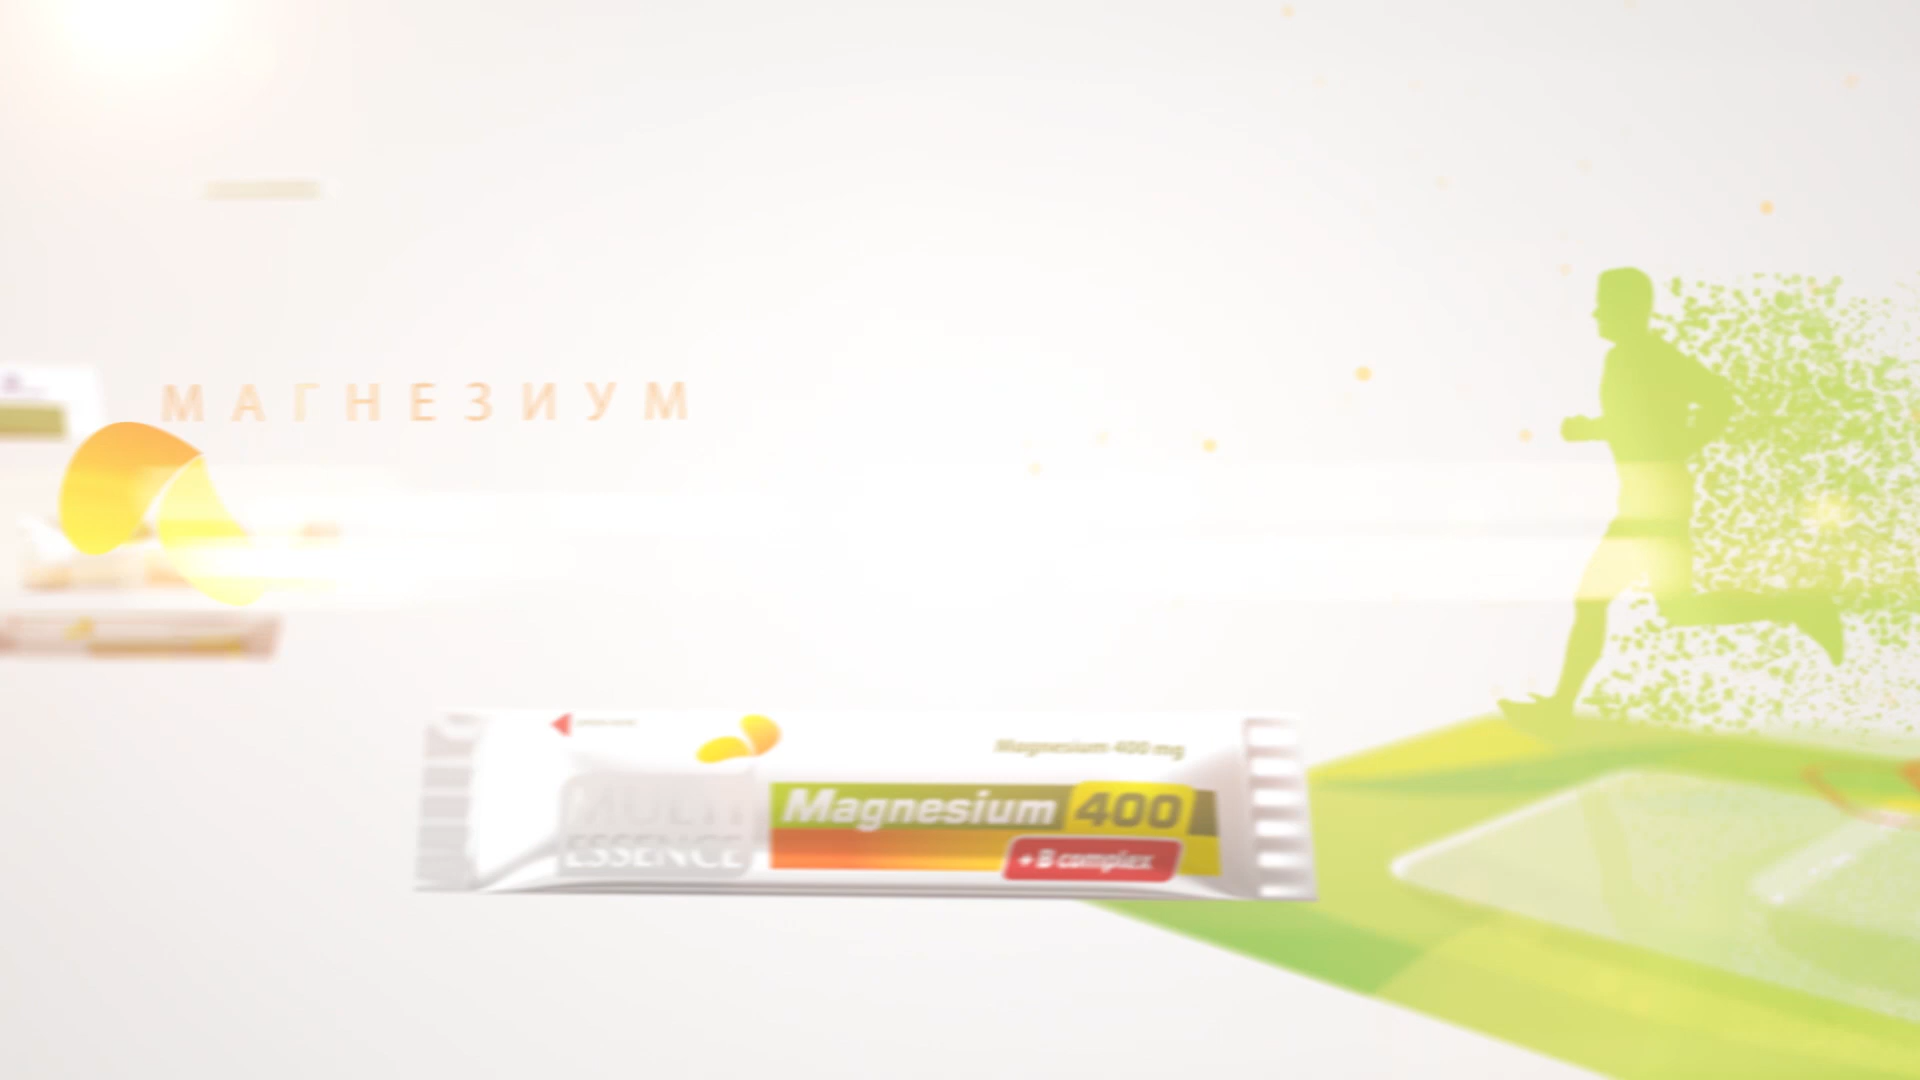 МАГНЕЗИУМ
Magnesium 400 mg
MULTI
ESSENCE
Magnesium 400
+ B complex